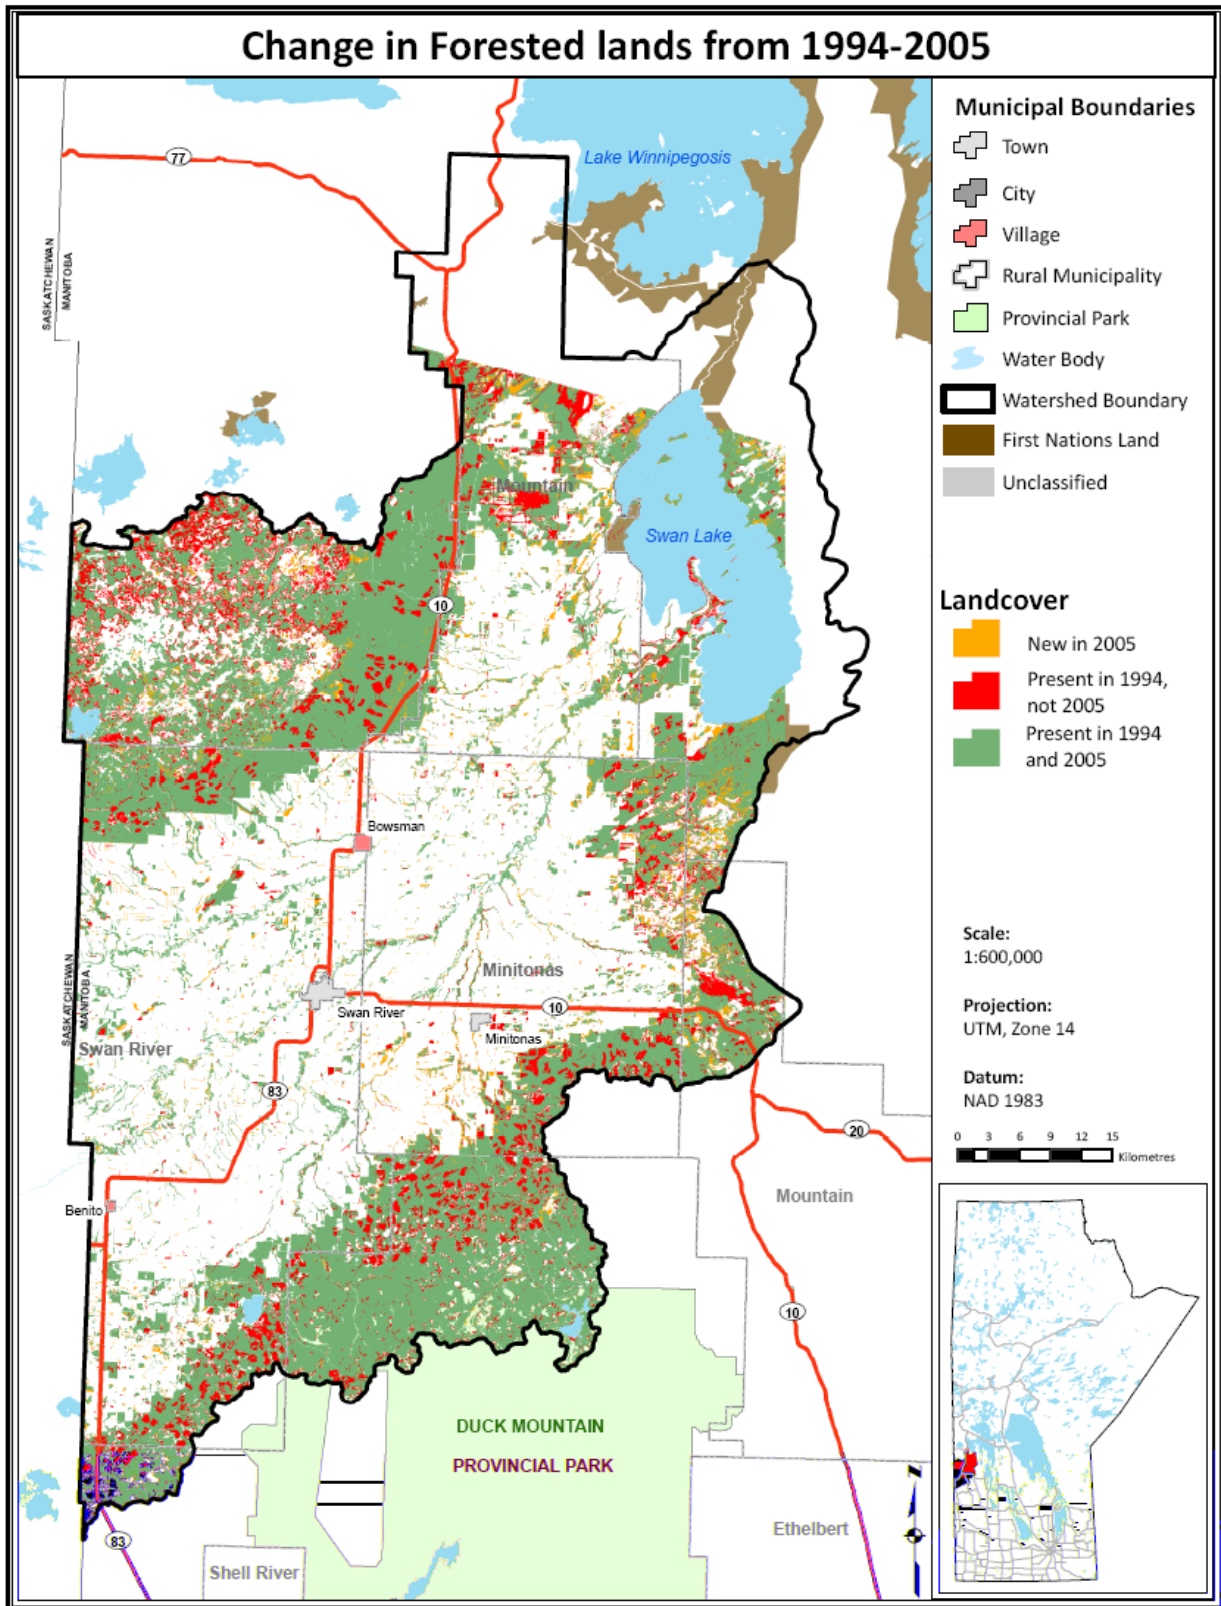 Change in Forested lands from 1994-2005
77
Lake Winnipegosis
SASKATCHEWAN
MANITOBA
Mountain
Swan Lake
10
Bowsman
Minitonas
SASKATCHEWAN
MANITOBA
Swan River
10
Minitonas
Swan River
83
20
Benito
Mountain
10
DUCK MOUNTAIN
PROVINCIAL PARK
Ethelbert
83
Shell River
Municipal Boundaries
Town
City
Village
Rural Municipality
Provincial Park
Water Body
Watershed Boundary
First Nations Land
Unclassified
Landcover
New in 2005
Present in 1994,
not 2005
Present in 1994
and 2005
Scale:
1:600,000
Projection:
UTM, Zone 14
Datum:
NAD 1983
0 3 6 9 12 15
Kilometres
N